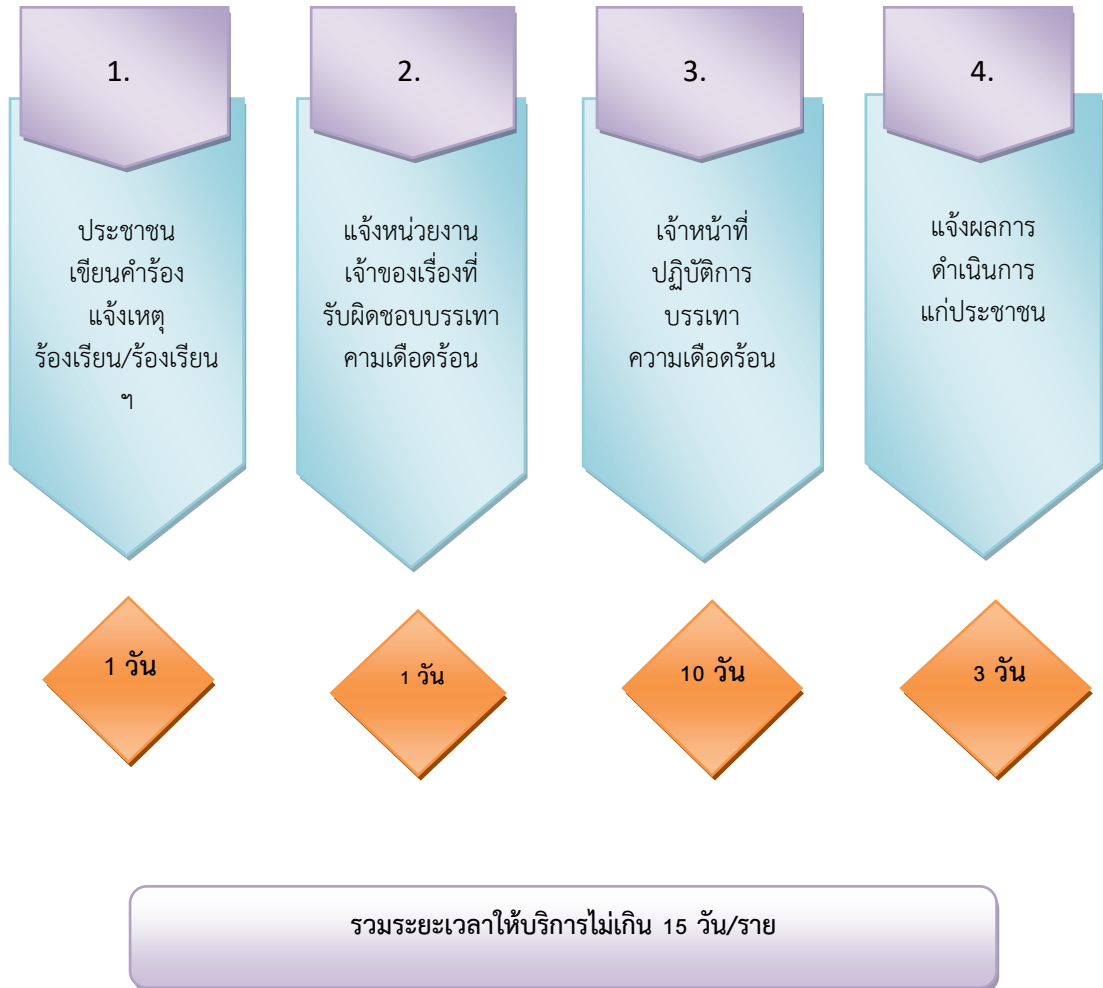 1.
ประชาชน
เขียนคำร้อง
แจ้งเหตุ
ร้องเรียน/ร้องเรียน
ฯ
1 วัน
2.
แจ้งหน่วยงาน
เจ้าของเรื่องที่
รับผิดชอบบรรเทา
คามเดือดร้อน
1 วัน
3.
เจ้าหน้าที่
ปฏิบัติการ
บรรเทา
ความเดือดร้อน
10 วัน
4.
แจ้งผลการ
ดำเนินการ
แก่ประชาชน
3 วัน
รวมระยะเวลาให้บริการไม่เกิน 15 วัน/ราย